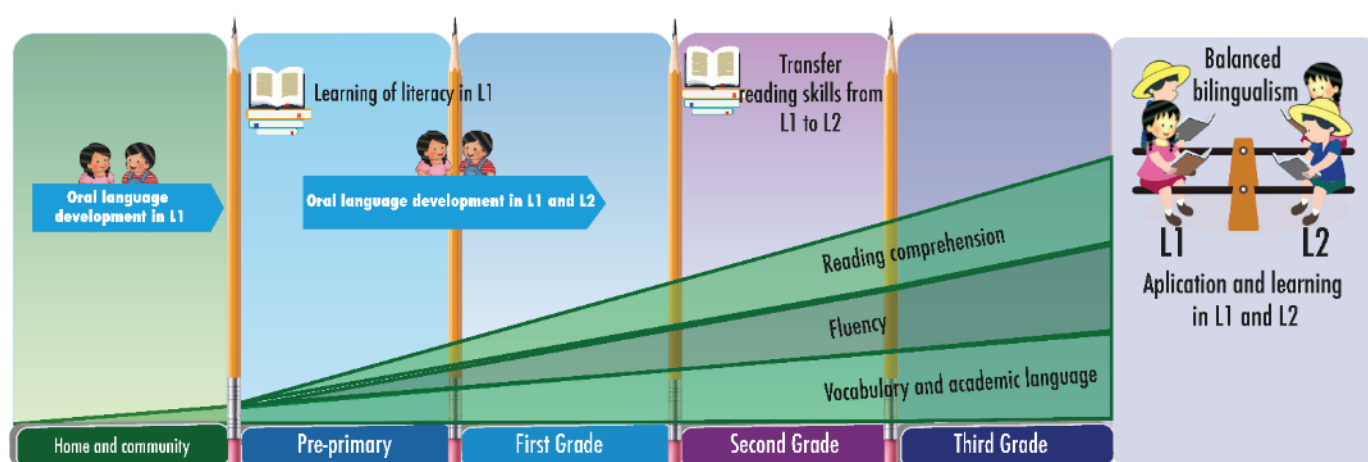 Learning of literacy in L1
Transfer
reading skills from
L1 to L2
Balanced
bilingualism
Oral language
development in L1
Oral language development in L1 and L2
L1
L2
Aplication and learning
in L1 and L2
Reading comprehension
Fluency
Vocabulary and academic language
Home and community
Pre-primary
First Grade
Second Grade
Third Grade